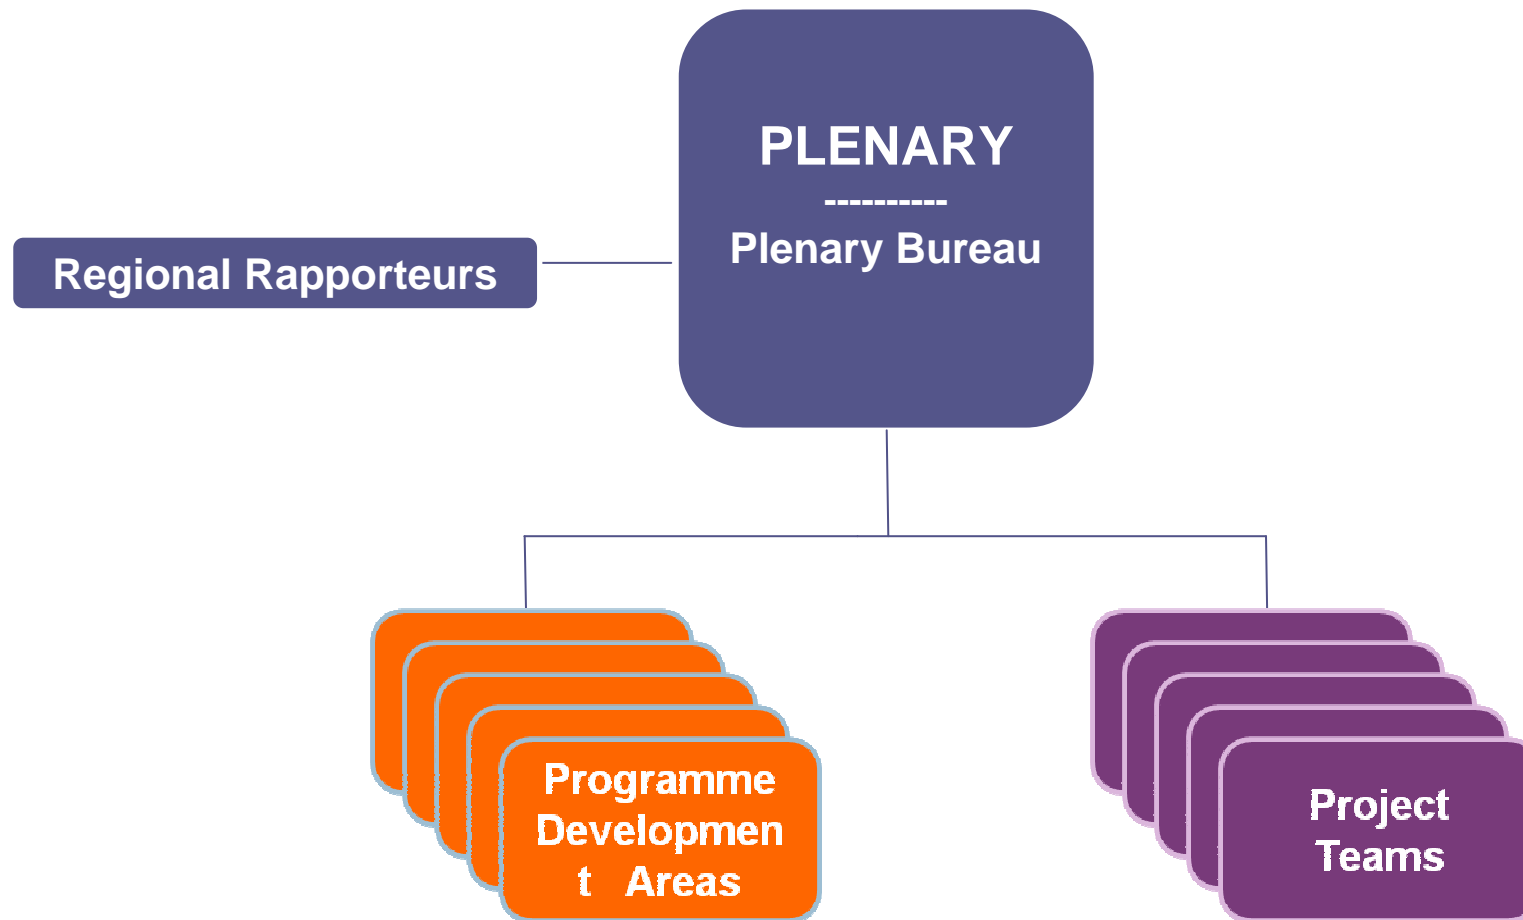 PLENARY
----------
Plenary Bureau
Regional Rapporteurs
Programme
Developmen
t Areas
Project
Teams